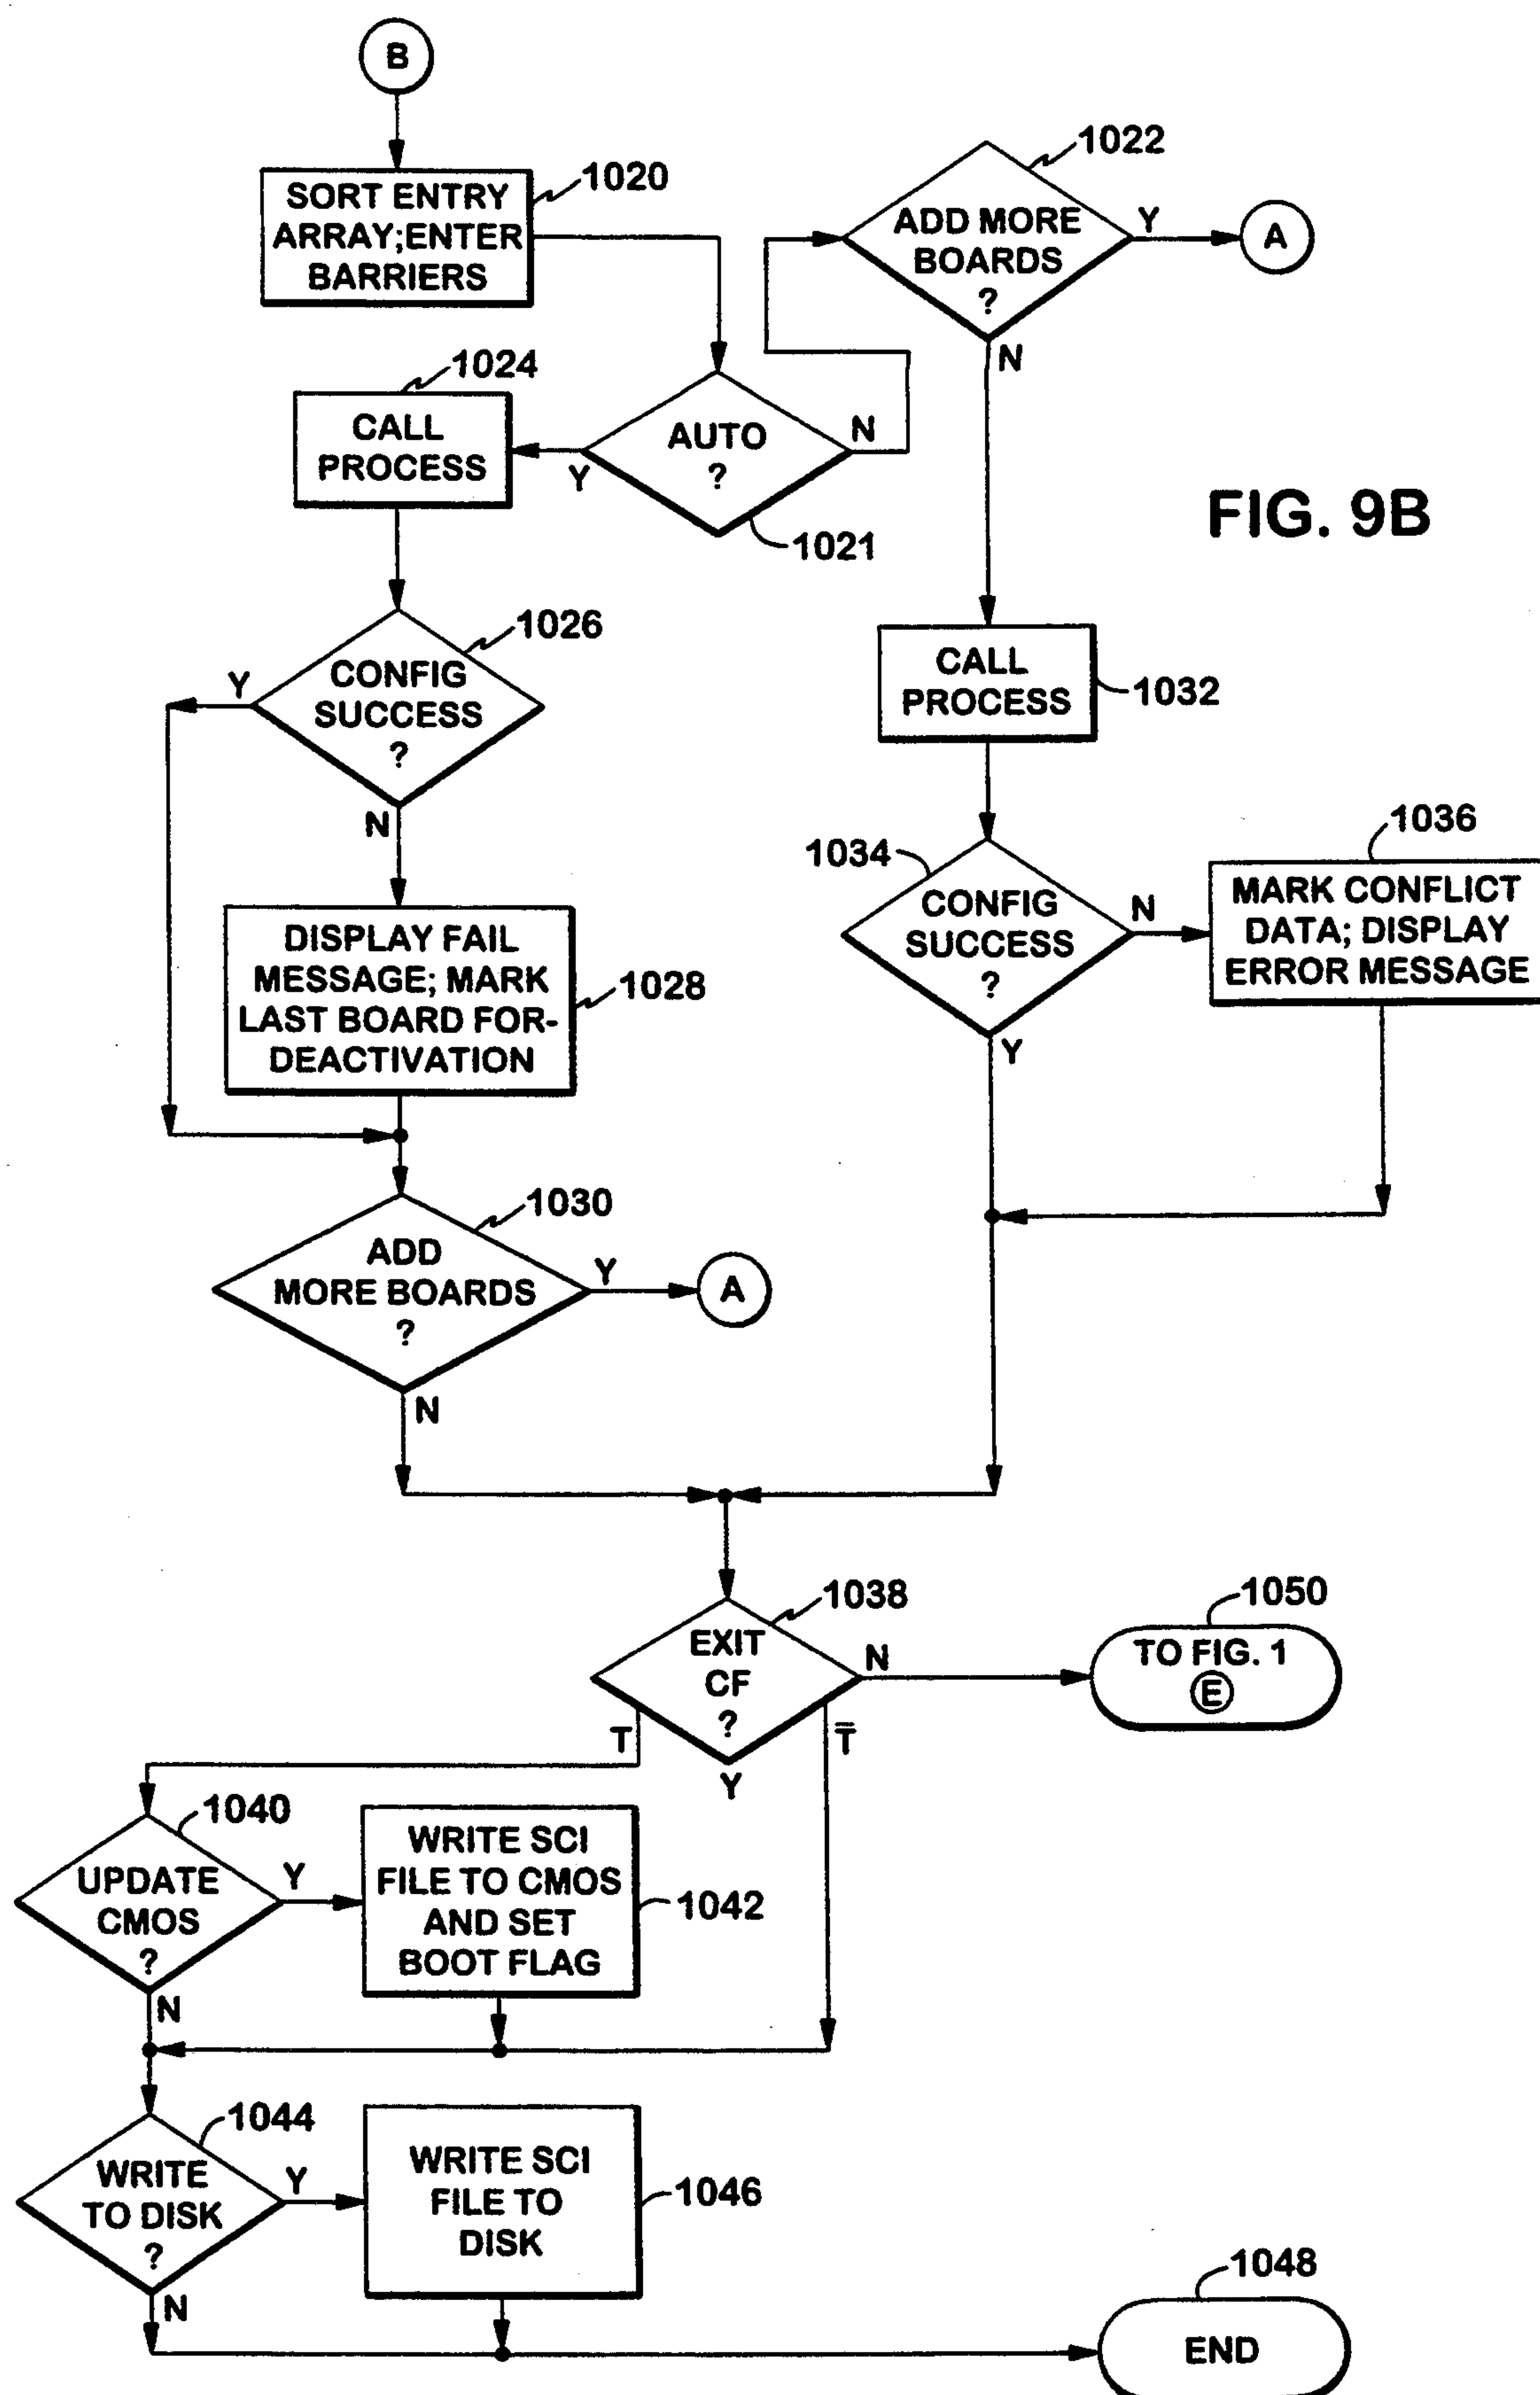 B
1020
SORT ENTRY
ARRAY;ENTER
BARRIERS
1022
ADD MORE
BOARDS
?
Y
A
N
1024
CALL
PROCESS
AUTO
?
Y
N
1021
FIG. 9B
1026
CONFIG
SUCCESS
?
Y
N
CALL
PROCESS
1032
1028
DISPLAY FAIL
MESSAGE; MARK
LAST BOARD FOR-
DEACTIVATION
1034
CONFIG
SUCCESS
?
N
Y
1036
MARK CONFLICT
DATA; DISPLAY
ERROR MESSAGE
1030
ADD
MORE BOARDS
?
Y
A
N
1038
EXIT
CF
?
N
T
T̅
Y
1050
TO FIG. 1
E
1040
UPDATE
CMOS
?
Y
N
WRITE SCI
FILE TO CMOS
AND SET
BOOT FLAG
1042
1044
WRITE
TO DISK
?
Y
N
WRITE SCI
FILE TO
DISK
1046
1048
END